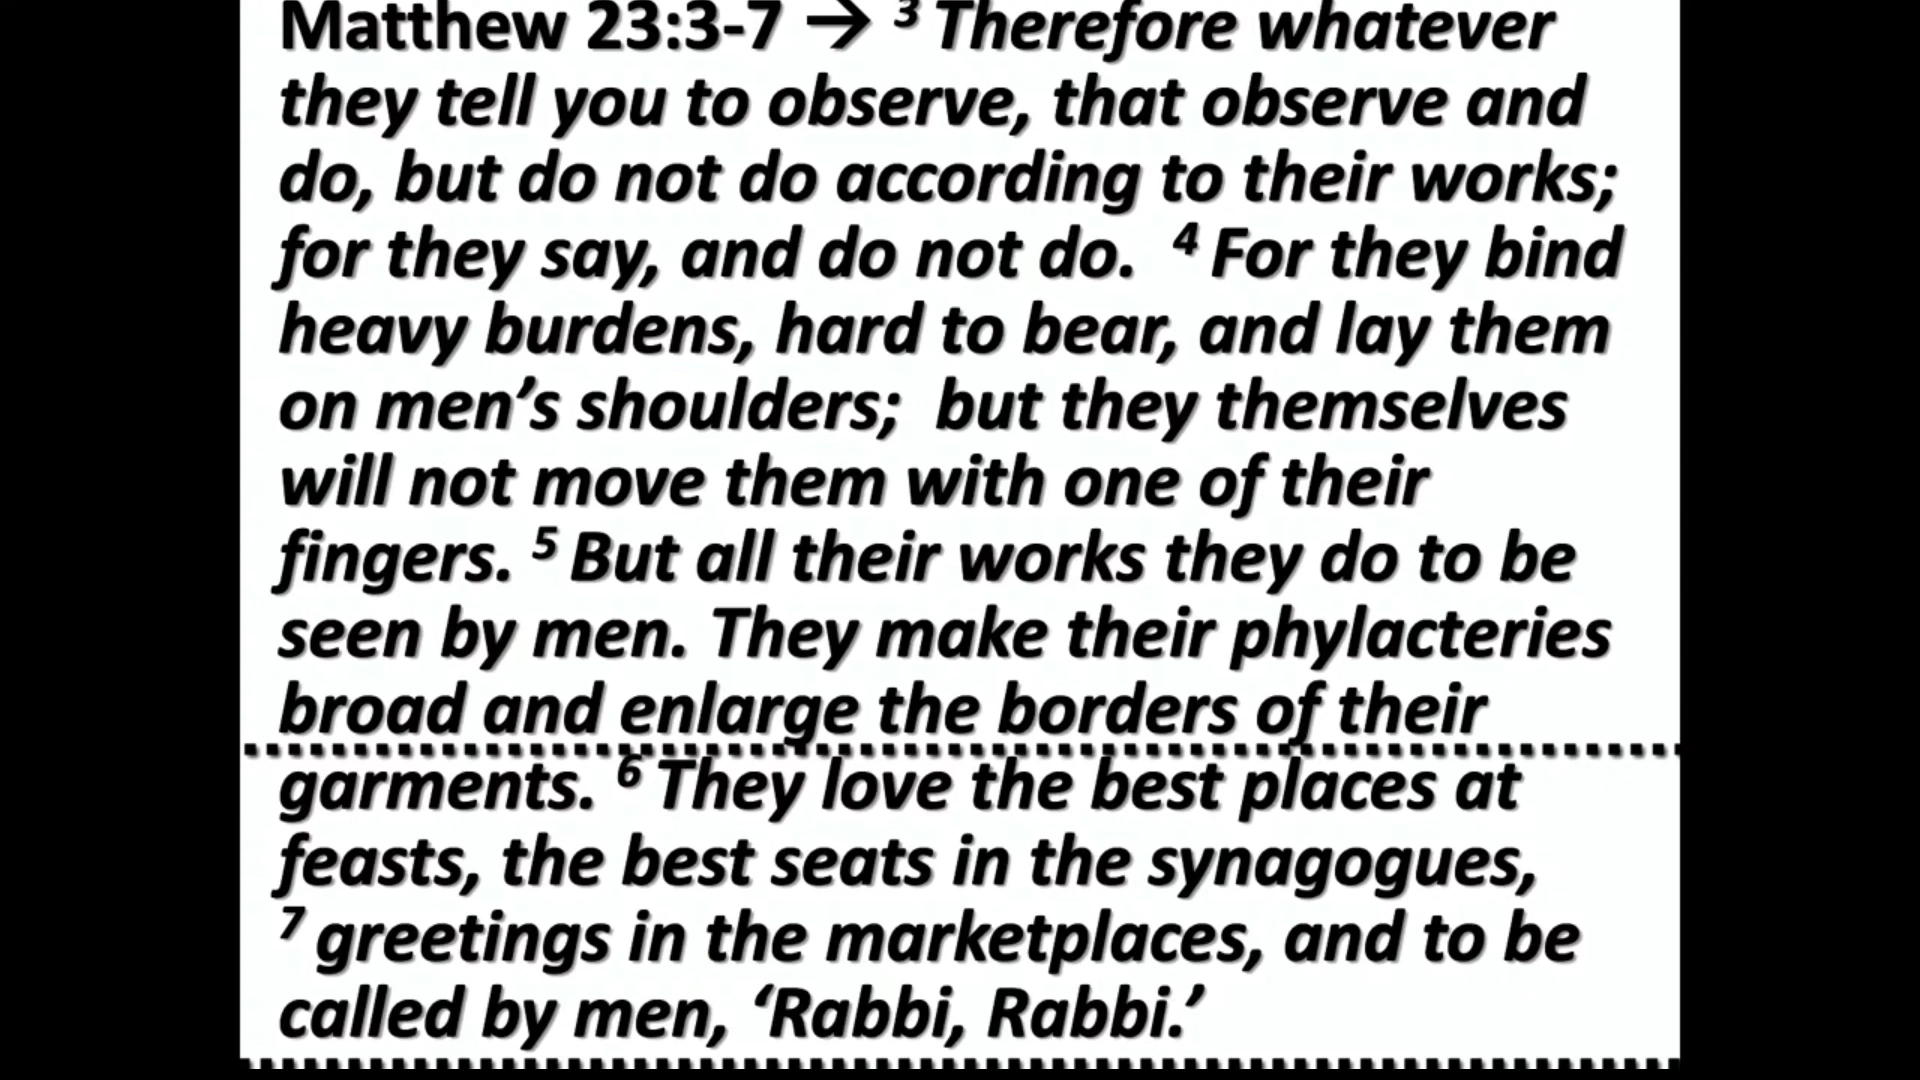 Matthew 23:3-7 → ³ Therefore whatever
they tell you to observe, that observe and
do, but do not do according to their works;
for they say, and do not do. ⁴ For they bind
heavy burdens, hard to bear, and lay them
on men’s shoulders; but they themselves
will not move them with one of their
fingers. ⁵ But all their works they do to be
seen by men. They make their phylacteries
broad and enlarge the borders of their
garments. ⁶ They love the best places at
feasts, the best seats in the synagogues,
⁷ greetings in the marketplaces, and to be
called by men, ‘Rabbi, Rabbi.’